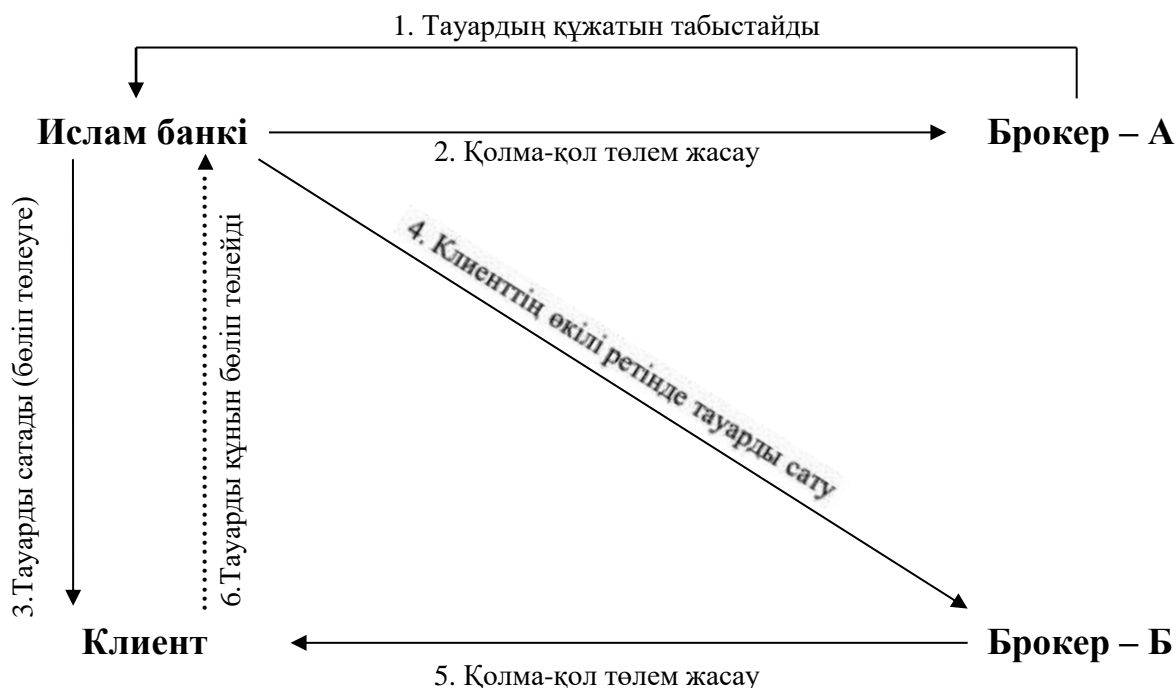 1. Тауардың құжатын табыстайды
Ислам банкі
Брокер – А
2. Қолма-қол төлем жасау
3.Тауарды сатады (бөліп төлеуге)
6.Тауарды құнын бөліп төлейді
4. Клиенттің өкілі ретінде тауарды сату
Клиент
Брокер – Б
5. Қолма-қол төлем жасау